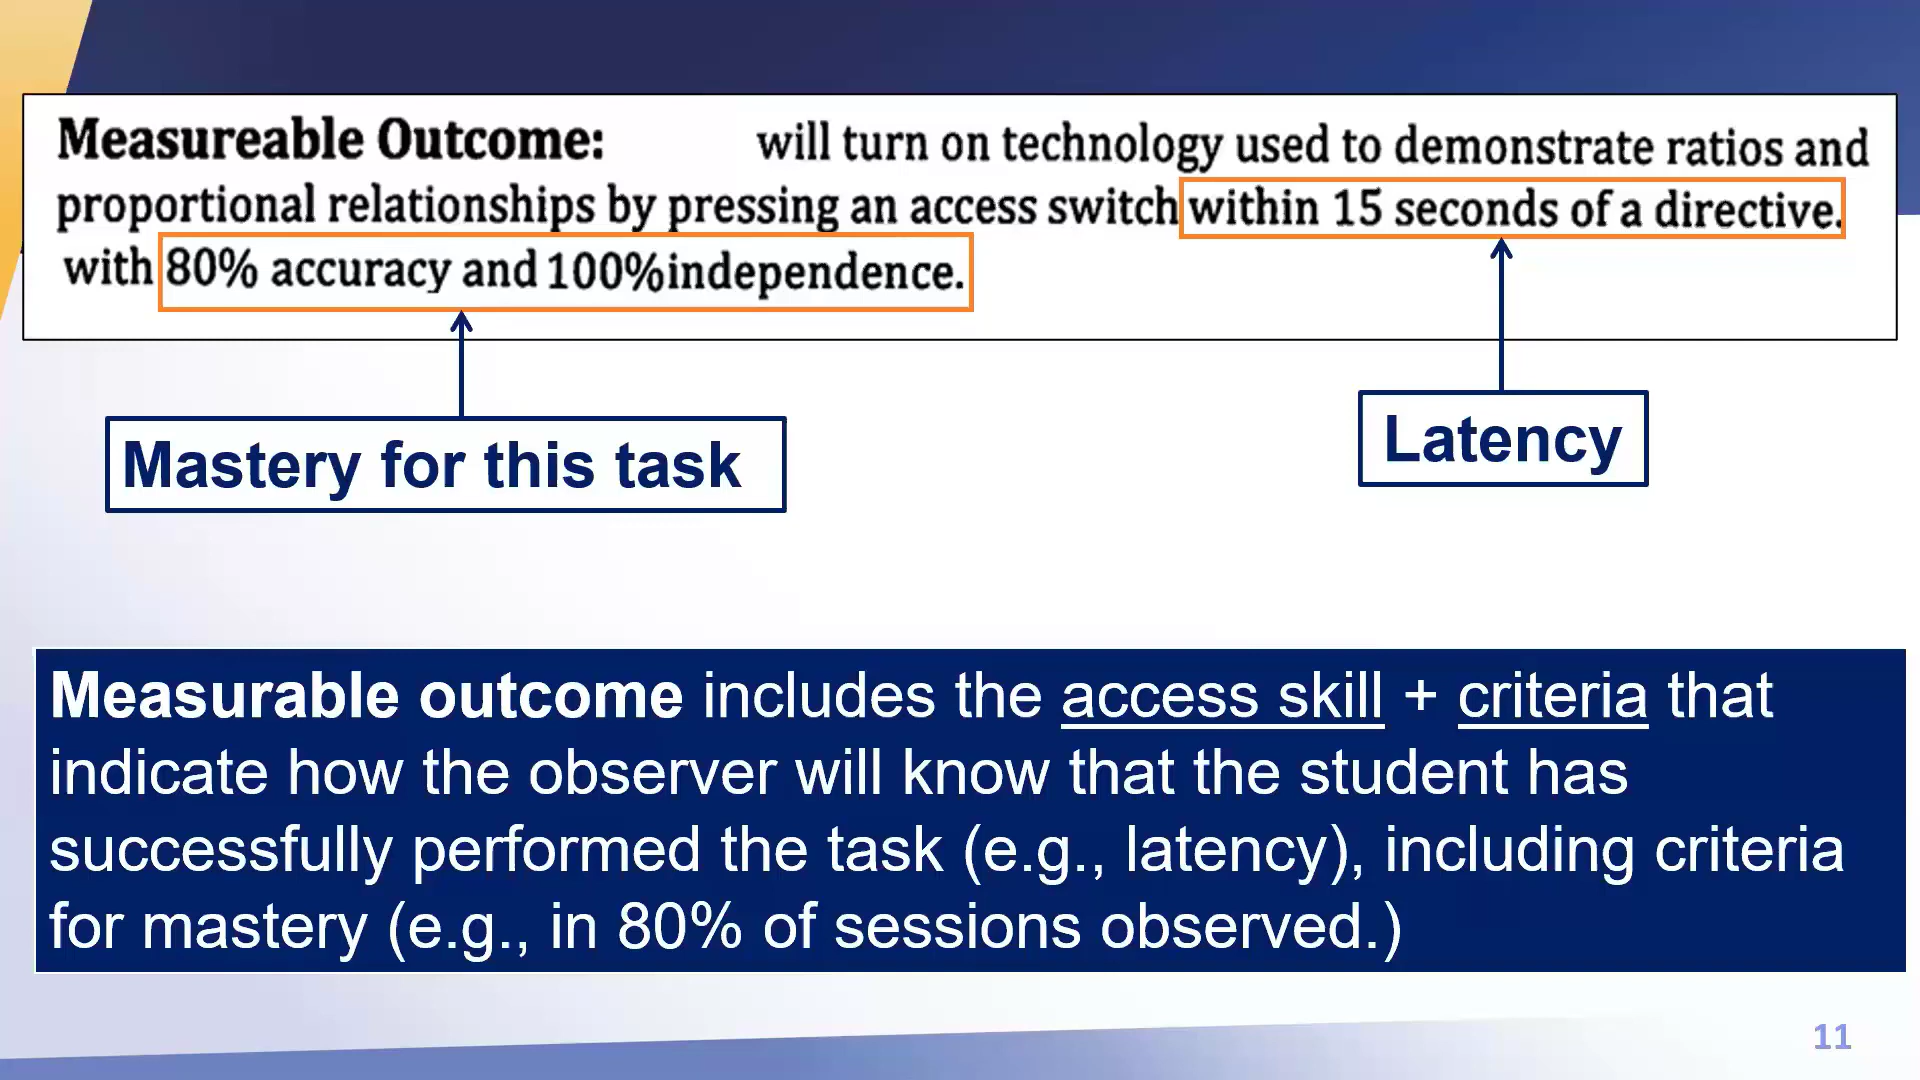 Measureable Outcome: will turn on technology used to demonstrate ratios and
proportional relationships by pressing an access switch within 15 seconds of a directive.
with 80% accuracy and 100% independence.
Mastery for this task
Latency
Measurable outcome includes the access skill + criteria that
indicate how the observer will know that the student has
successfully performed the task (e.g., latency), including criteria
for mastery (e.g., in 80% of sessions observed.)
11